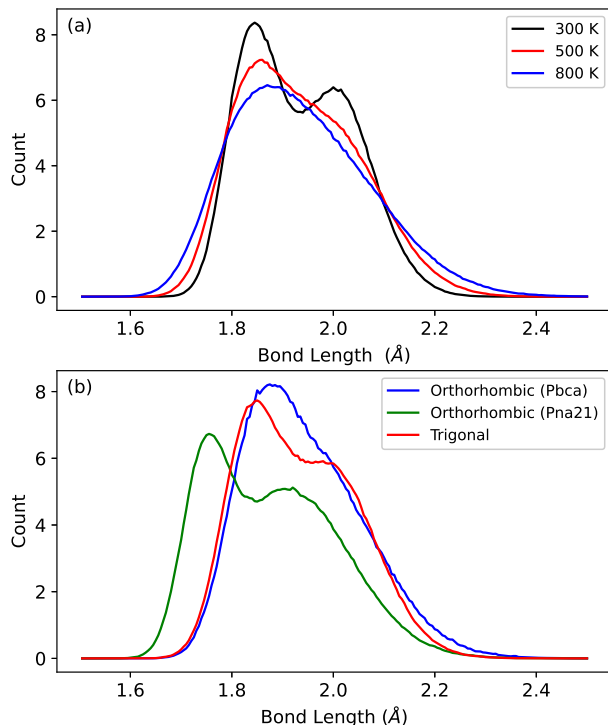 (a)
300 K
500 K
800 K
8
6
4
2
0
Count
1.6 1.8 2.0 2.2 2.4
Bond Length (Å)
(b)
Orthorhombic (Pbca)
Orthorhombic (Pna21)
Trigonal
8
6
4
2
0
Count
1.6 1.8 2.0 2.2 2.4
Bond Length (Å)